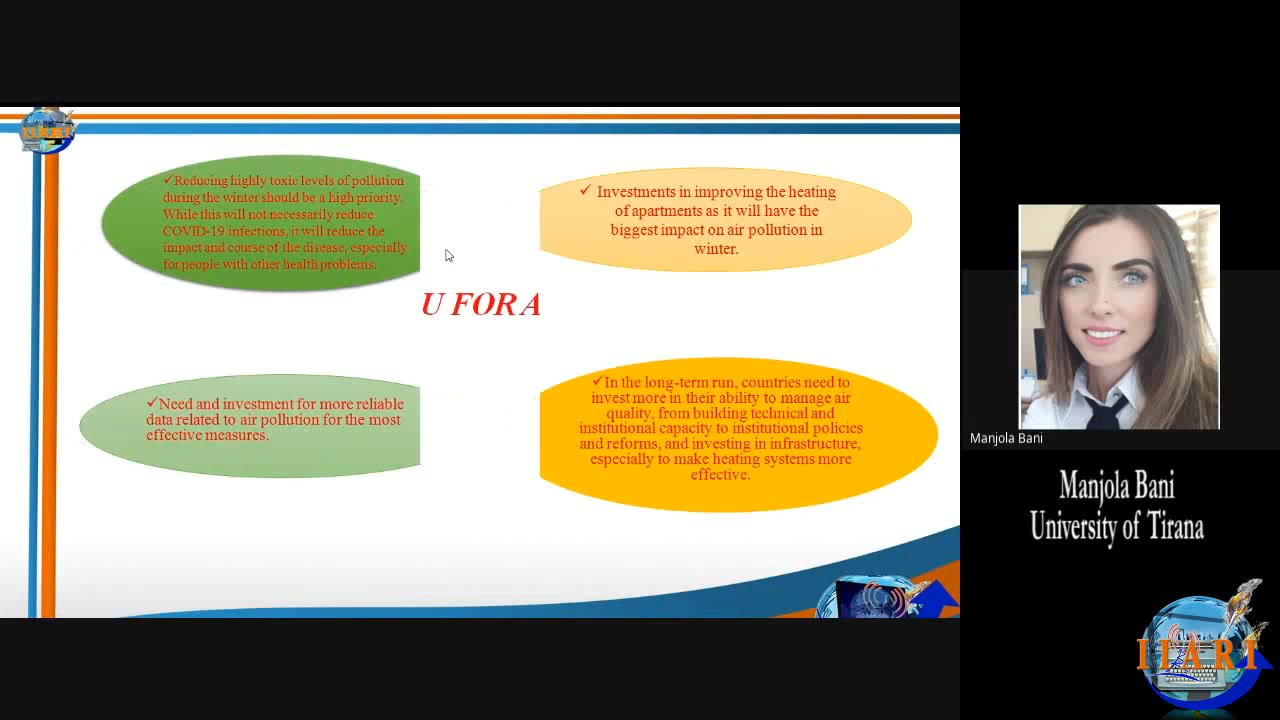 IIARI
✓Reducing highly toxic levels of pollution
during the winter should be a high priority.
While this will not necessarily reduce
COVID-19 infections, it will reduce the
impact and course of the disease, especially
for people with other health problems.
✓ Investments in improving the heating
of apartments as it will have the
biggest impact on air pollution in
winter.
U FOR A
✓Need and investment for more reliable
data related to air pollution for the most
effective measures.
✓In the long-term run, countries need to
invest more in their ability to manage air
quality, from building technical and
institutional capacity to institutional policies
and reforms, and investing in infrastructure,
especially to make heating systems more
effective.
Manjola Bani
Manjola Bani
University of Tirana
IIARI